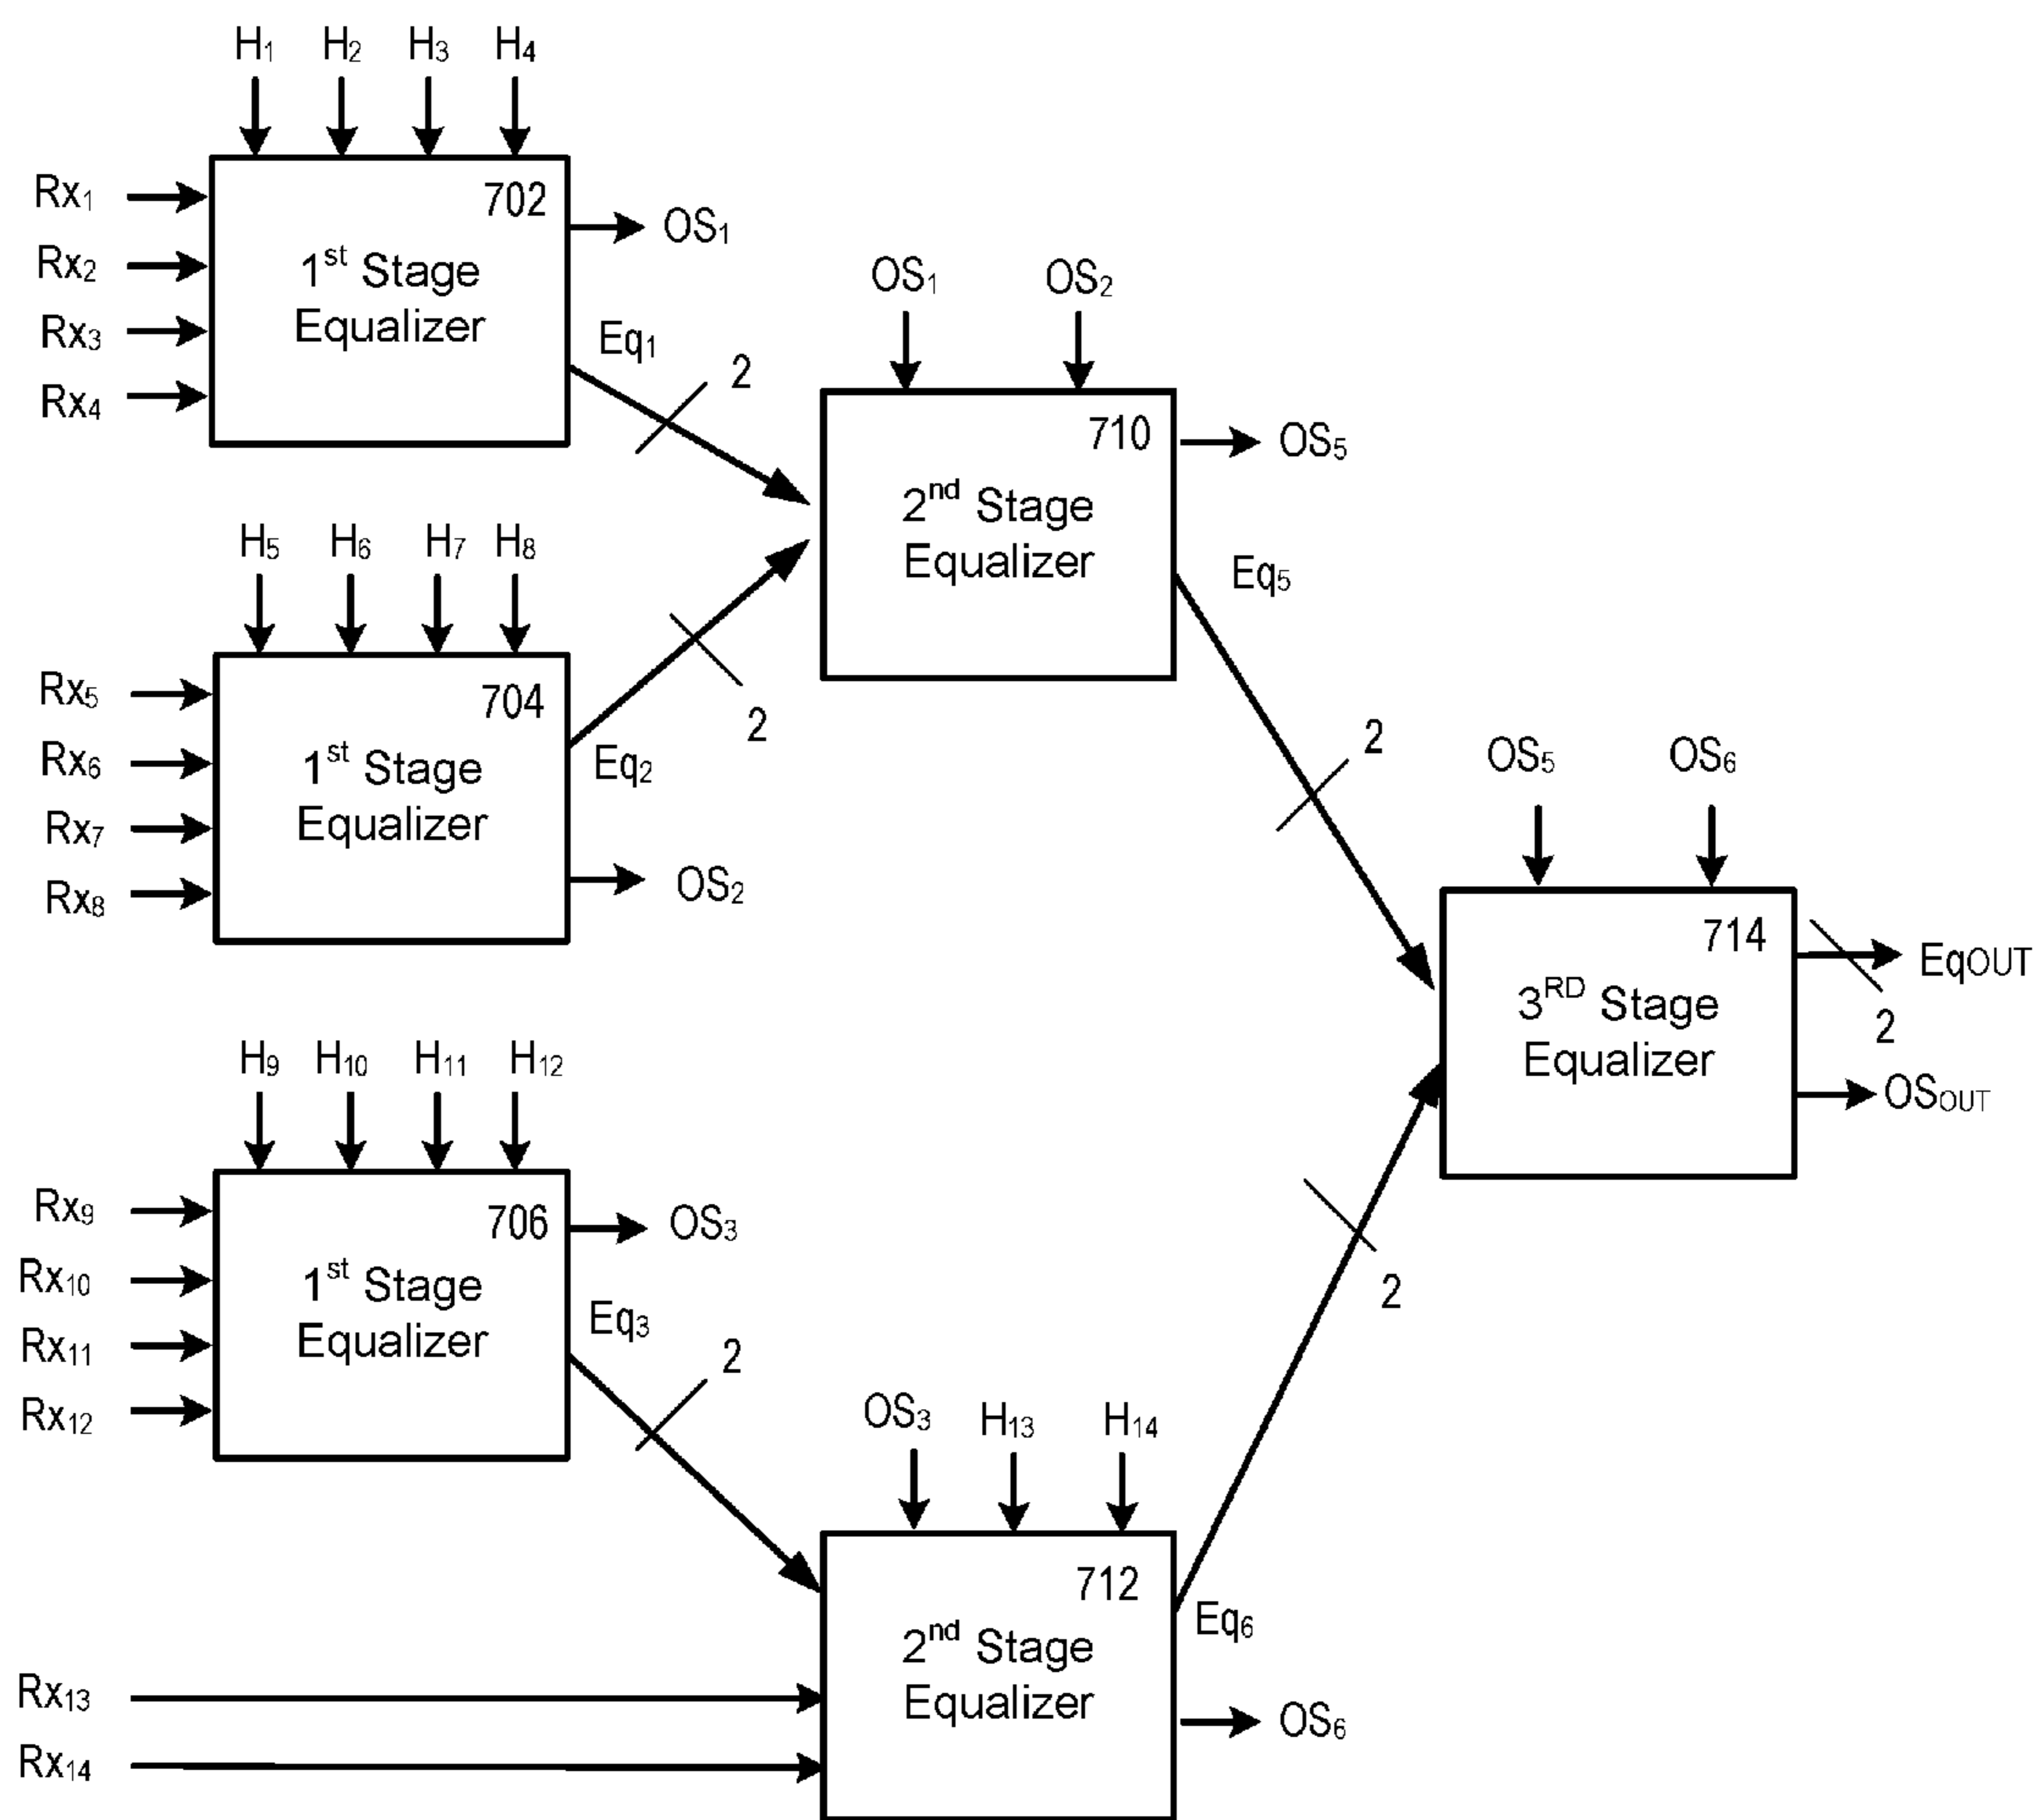 H₁ H₂ H₃ H₄
Rx₁
Rx₂
Rx₃
Rx₄
702
1st Stage
Equalizer
OS₁
Eq₁
2
H₅ H₆ H₇ H₈
Rx₅
Rx₆
Rx₇
Rx₈
704
1st Stage
Equalizer
Eq₂
2
OS₂
OS₁ OS₂
710
2nd Stage
Equalizer
OS₅
Eq₅
2
H₉ H₁₀ H₁₁ H₁₂
Rx₉
Rx₁₀
Rx₁₁
Rx₁₂
706
1st Stage
Equalizer
OS₃
Eq₃
2
OS₃ H₁₃ H₁₄
Rx₁₃
Rx₁₄
712
2nd Stage
Equalizer
Eq₆
2
OS₆
OS₅ OS₆
714
3RD Stage
Equalizer
EqOUT
2
OSOUT